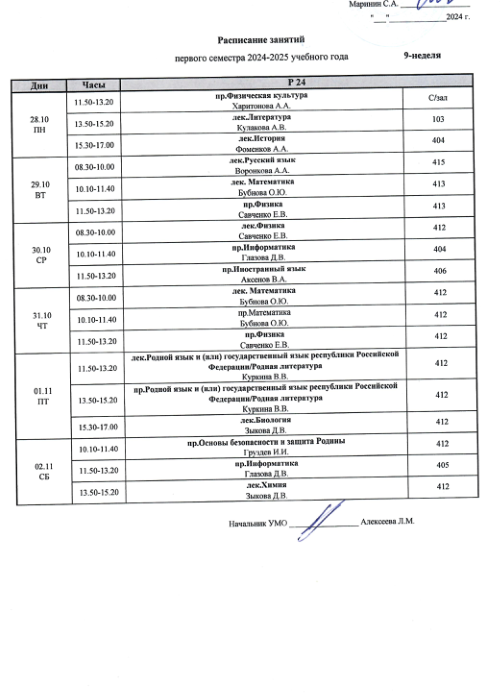 Маринин С.А.
"___"______________2024 г.
Расписание занятий
первого семестра 2024-2025 учебного года 9-неделя
Дни Часы Р 24
28.10 ПН
11.50-13.20 пр.Физическая культура С/зал
Харитонова А.А.
13.50-15.20 лек.Литература 103
Кулакова А.В.
15.30-17.00 лек.История 404
Фоменков А.А.
29.10 ВТ
08.30-10.00 лек.Русский язык 415
Воронкова А.А.
10.10-11.40 лек. Математика 413
Бубнова О.Ю.
11.50-13.20 пр.Физика 413
Савченко Е.В.
30.10 СР
08.30-10.00 лек.Физика 412
Савченко Е.В.
10.10-11.40 пр.Информатика 404
Глазова Д.В.
11.50-13.20 пр.Иностранный язык 406
Аксенов В.А.
31.10 ЧТ
08.30-10.00 лек. Математика 412
Бубнова О.Ю.
10.10-11.40 пр.Математика 412
Бубнова О.Ю.
11.50-13.20 пр.Физика 412
Савченко Е.В.
01.11 ПТ
11.50-13.20 лек.Родной язык и (или) государственный язык республики Российской 412
Федерации/Родная литература
Куркина В.В.
13.50-15.20 пр.Родной язык и (или) государственный язык республики Российской 412
Федерации/Родная литература
Куркина В.В.
15.30-17.00 лек.Биология 412
Зыкова Д.В.
02.11 СБ
10.10-11.40 пр.Основы безопасности и защита Родины 412
Груздев И.И.
11.50-13.20 пр.Информатика 405
Глазова Д.В.
13.50-15.20 лек.Химия 412
Зыкова Д.В.
Начальник УМО ________________ Алексеева Л.М.